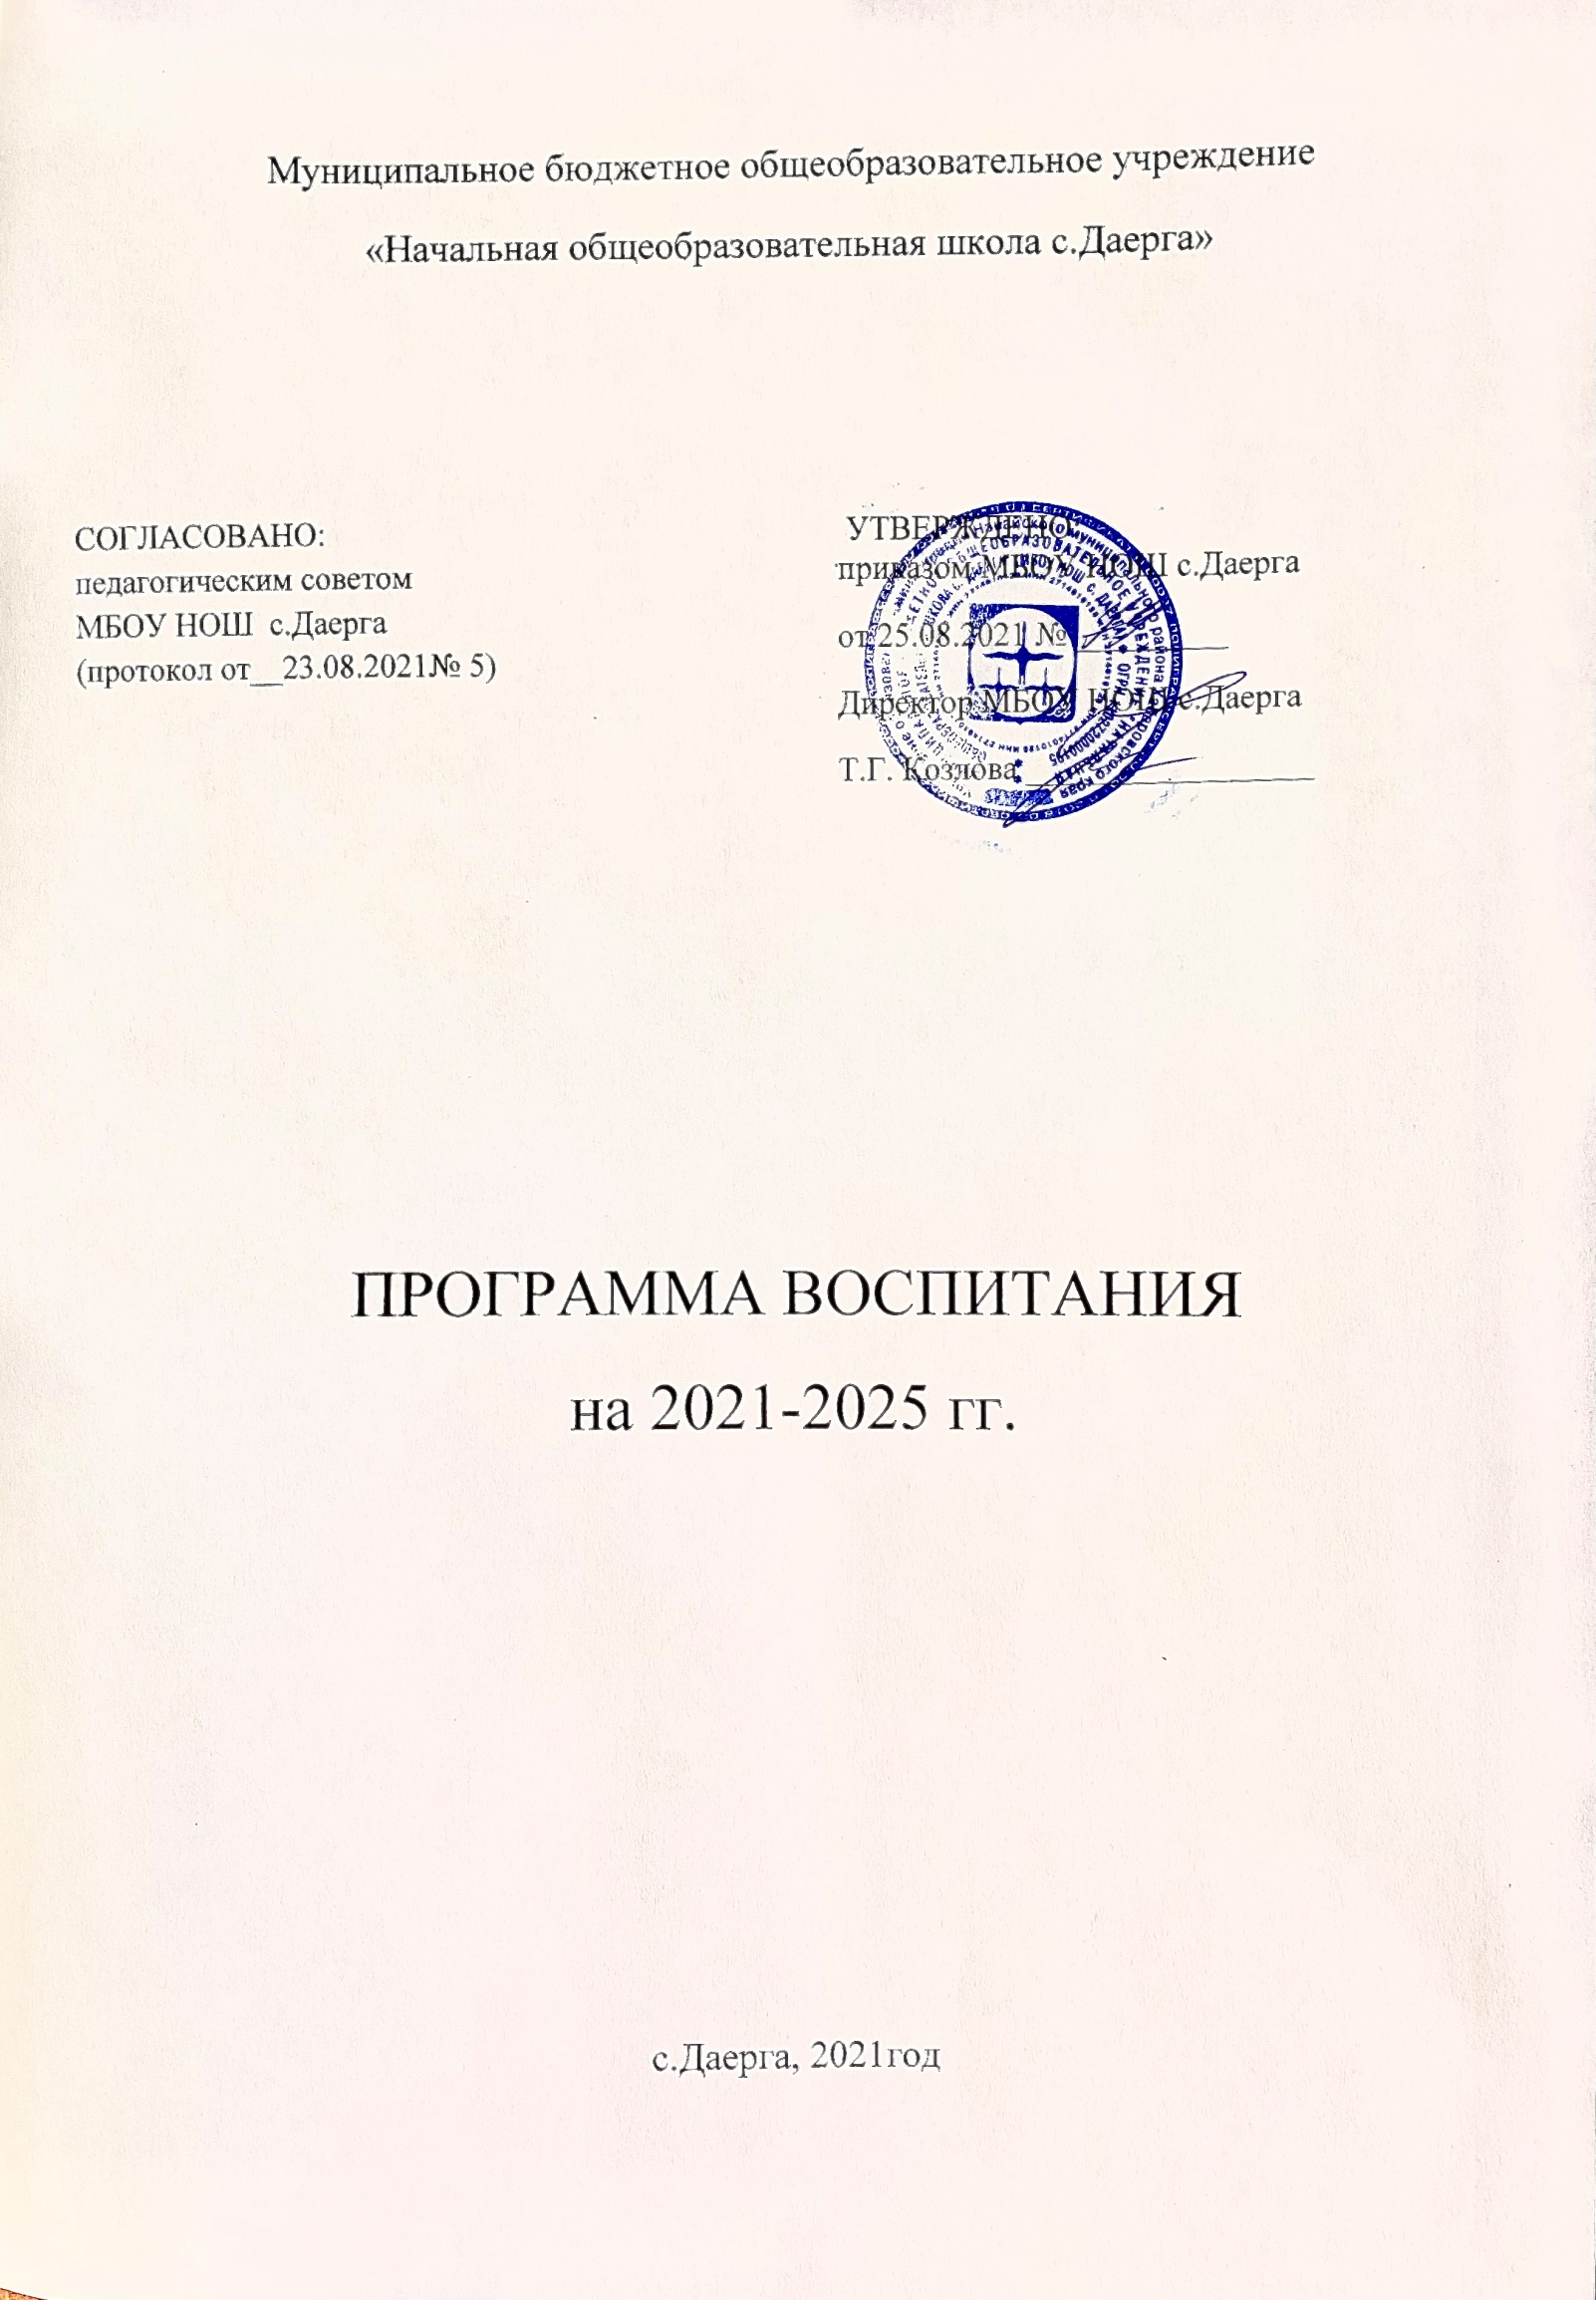 Муниципальное бюджетное общеобразовательное учреждение
«Начальная общеобразовательная школа с.Даерга»
СОГЛАСОВАНО:
педагогическим советом
МБОУ НОШ с.Даерга
(протокол от__23.08.2021№ 5)
УТВЕРЖДЕНО:
приказом МБОУ НОШ с.Даерга
от 25.08.2021 №
Директор МБОУ НОШ с.Даерга
Т.Г. Козлова
ПРОГРАММА ВОСПИТАНИЯ
на 2021-2025 гг.
с.Даерга, 2021год